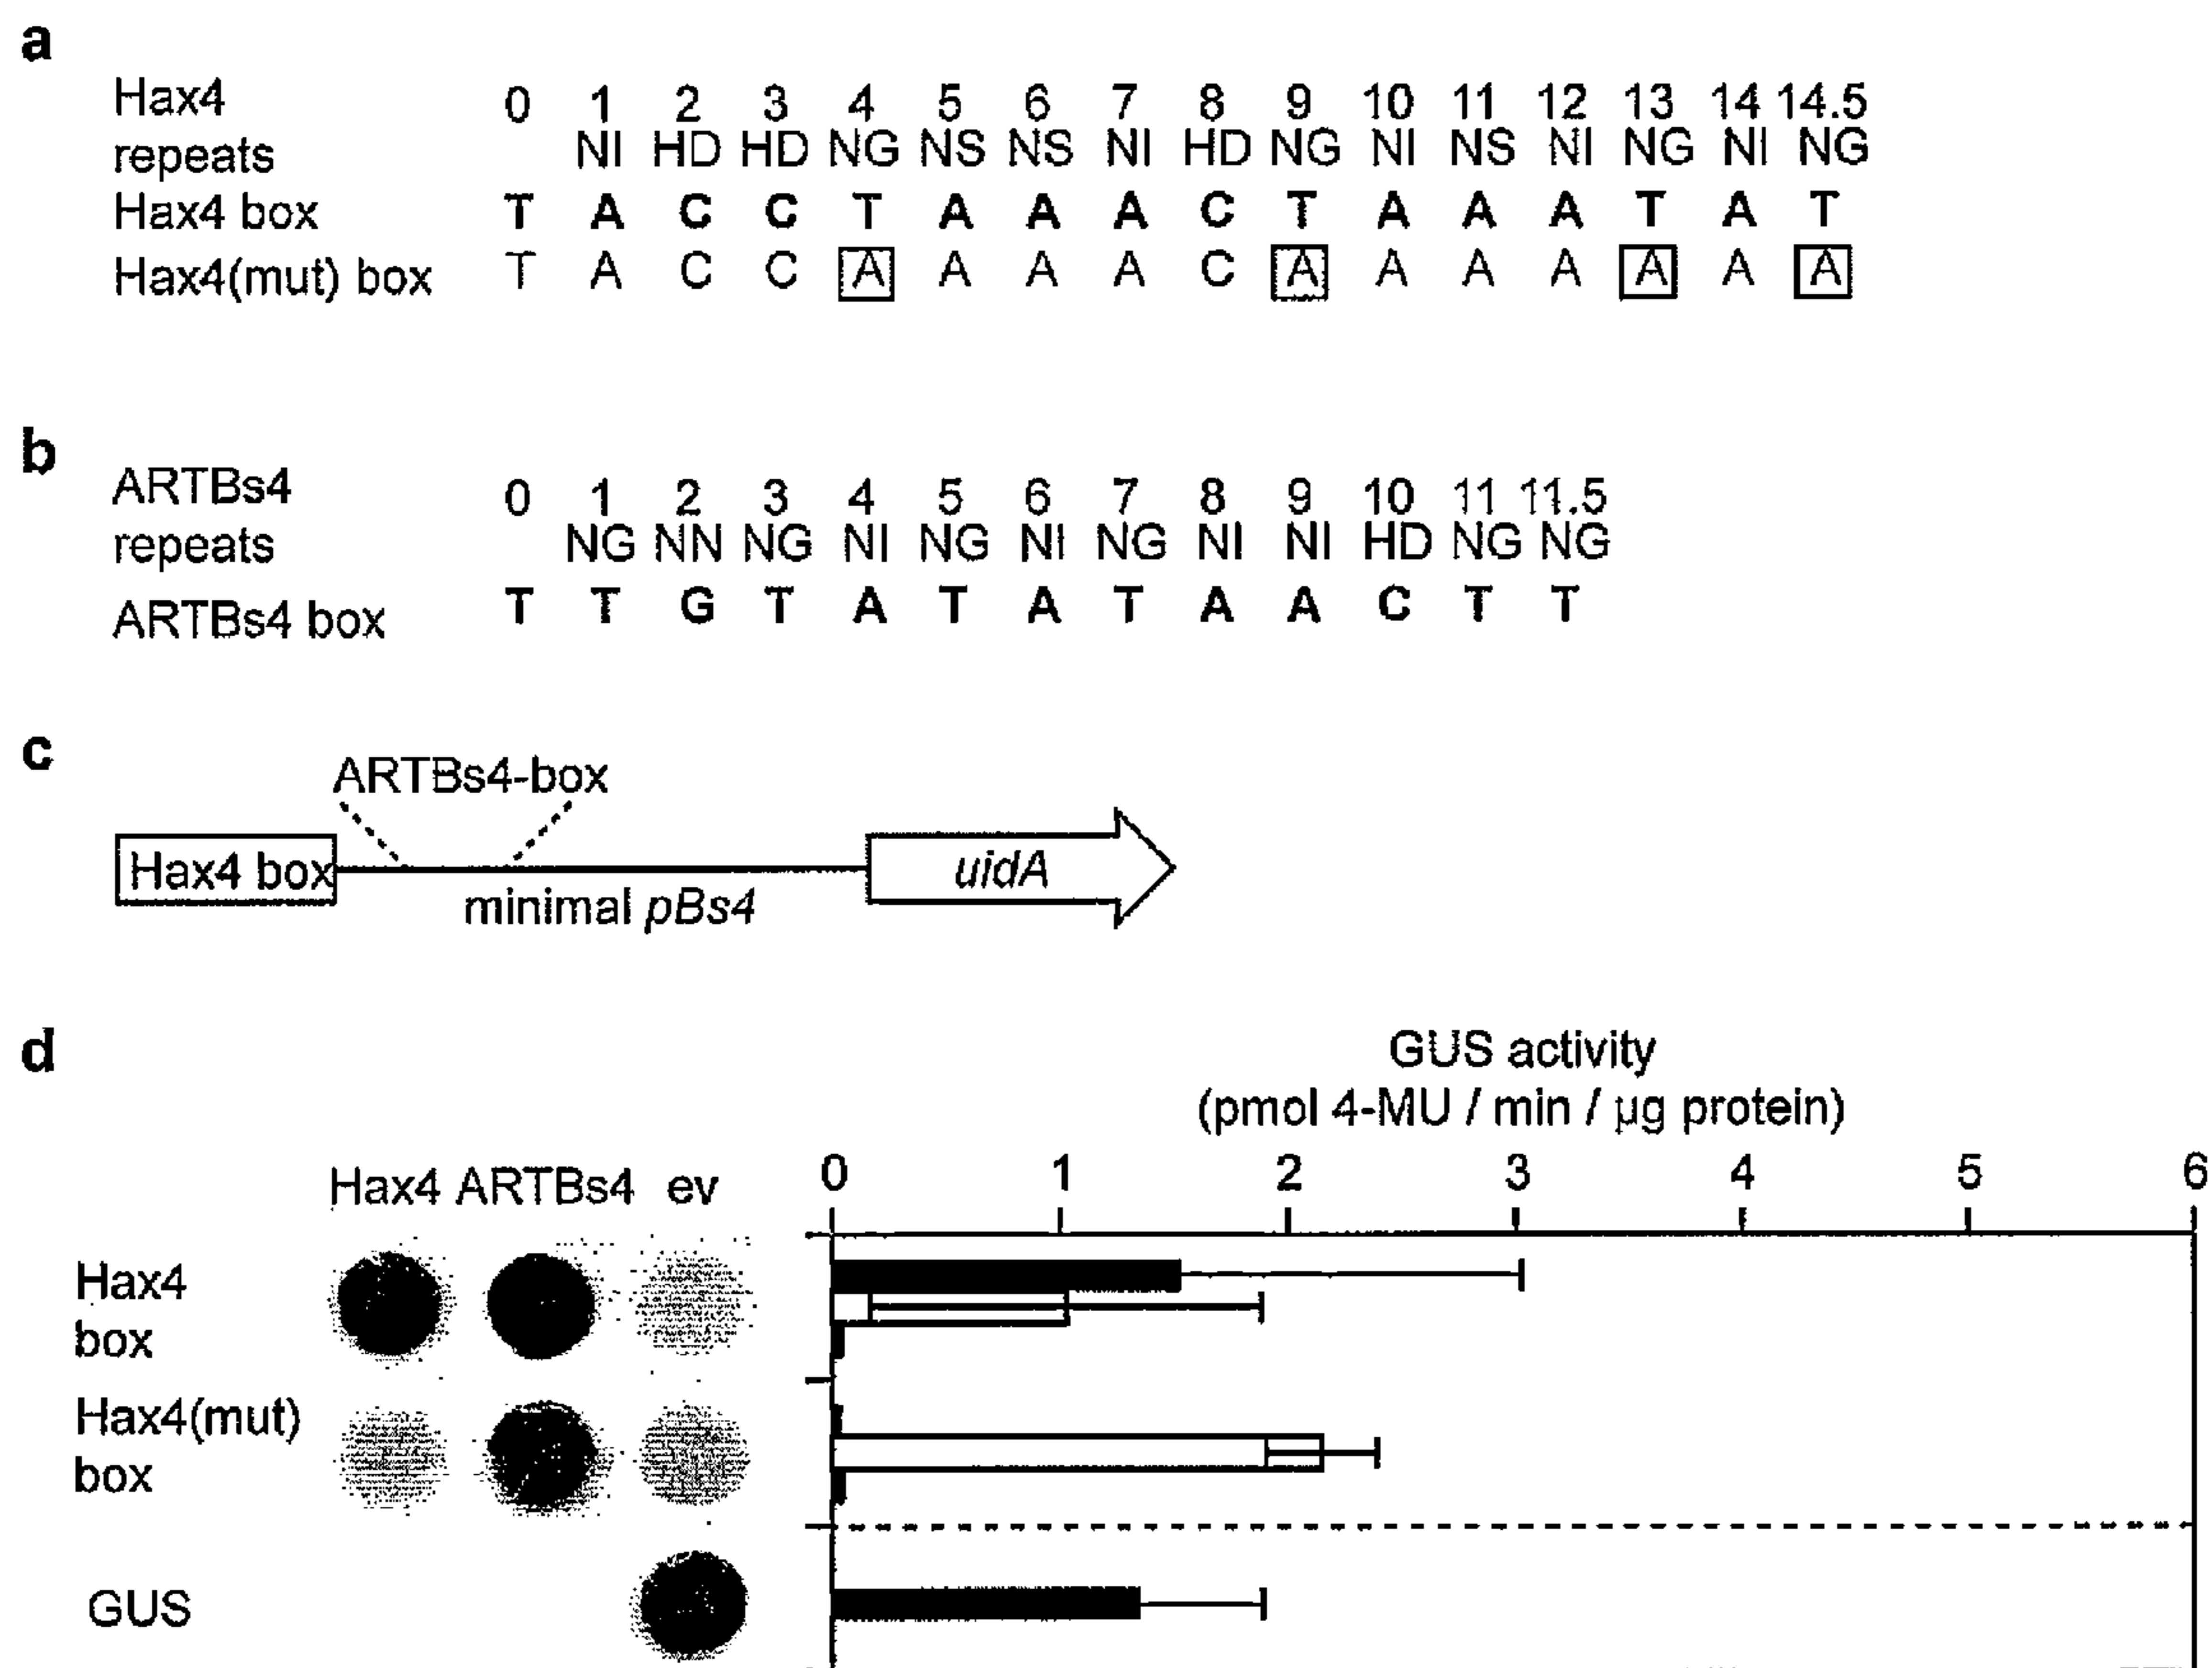 a
Hax4 0 1 2 3 4 5 6 7 8 9 10 11 12 13 14 14.5
repeats NI HD HD NG NS NS NI HD NG NI NS NI NG NI NG
Hax4 box T A C C T A A A C T A A A T A T
Hax4(mut) box T A C C A A A A C A A A A A A A
b
ARTBs4 0 1 2 3 4 5 6 7 8 9 10 11 11.5
repeats NG NN NG NI NG NI NG NI NI HD NG NG
ARTBs4 box T T G T A T A T A A C T T
c
ARTBs4-box
Hax4 box
uidA
minimal pBs4
d
GUS activity
(pmol 4-MU / min / µg protein)
Hax4 ARTBs4 ev
0 1 2 3 4 5 6
Hax4
box
Hax4(mut)
box
GUS